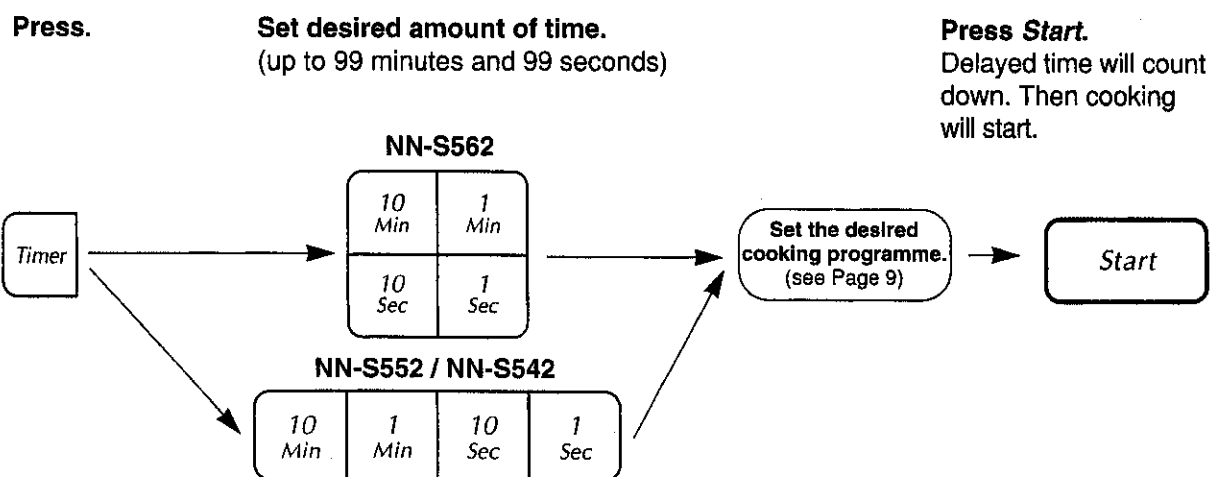 Press.
Set desired amount of time.
(up to 99 minutes and 99 seconds)
Press Start.
Delayed time will count
down. Then cooking
will start.
NN-S562
10 Min
1 Min
10 Sec
1 Sec
Timer
Set the desired
cooking programme.
(see Page 9)
Start
NN-S552 / NN-S542
10 Min
1 Min
10 Sec
1 Sec